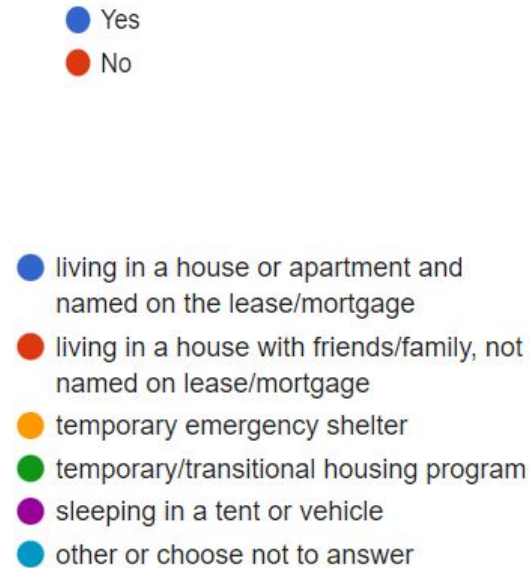 Yes
No
living in a house or apartment and
named on the lease/mortgage
living in a house with friends/family, not
named on lease/mortgage
temporary emergency shelter
temporary/transitional housing program
sleeping in a tent or vehicle
other or choose not to answer